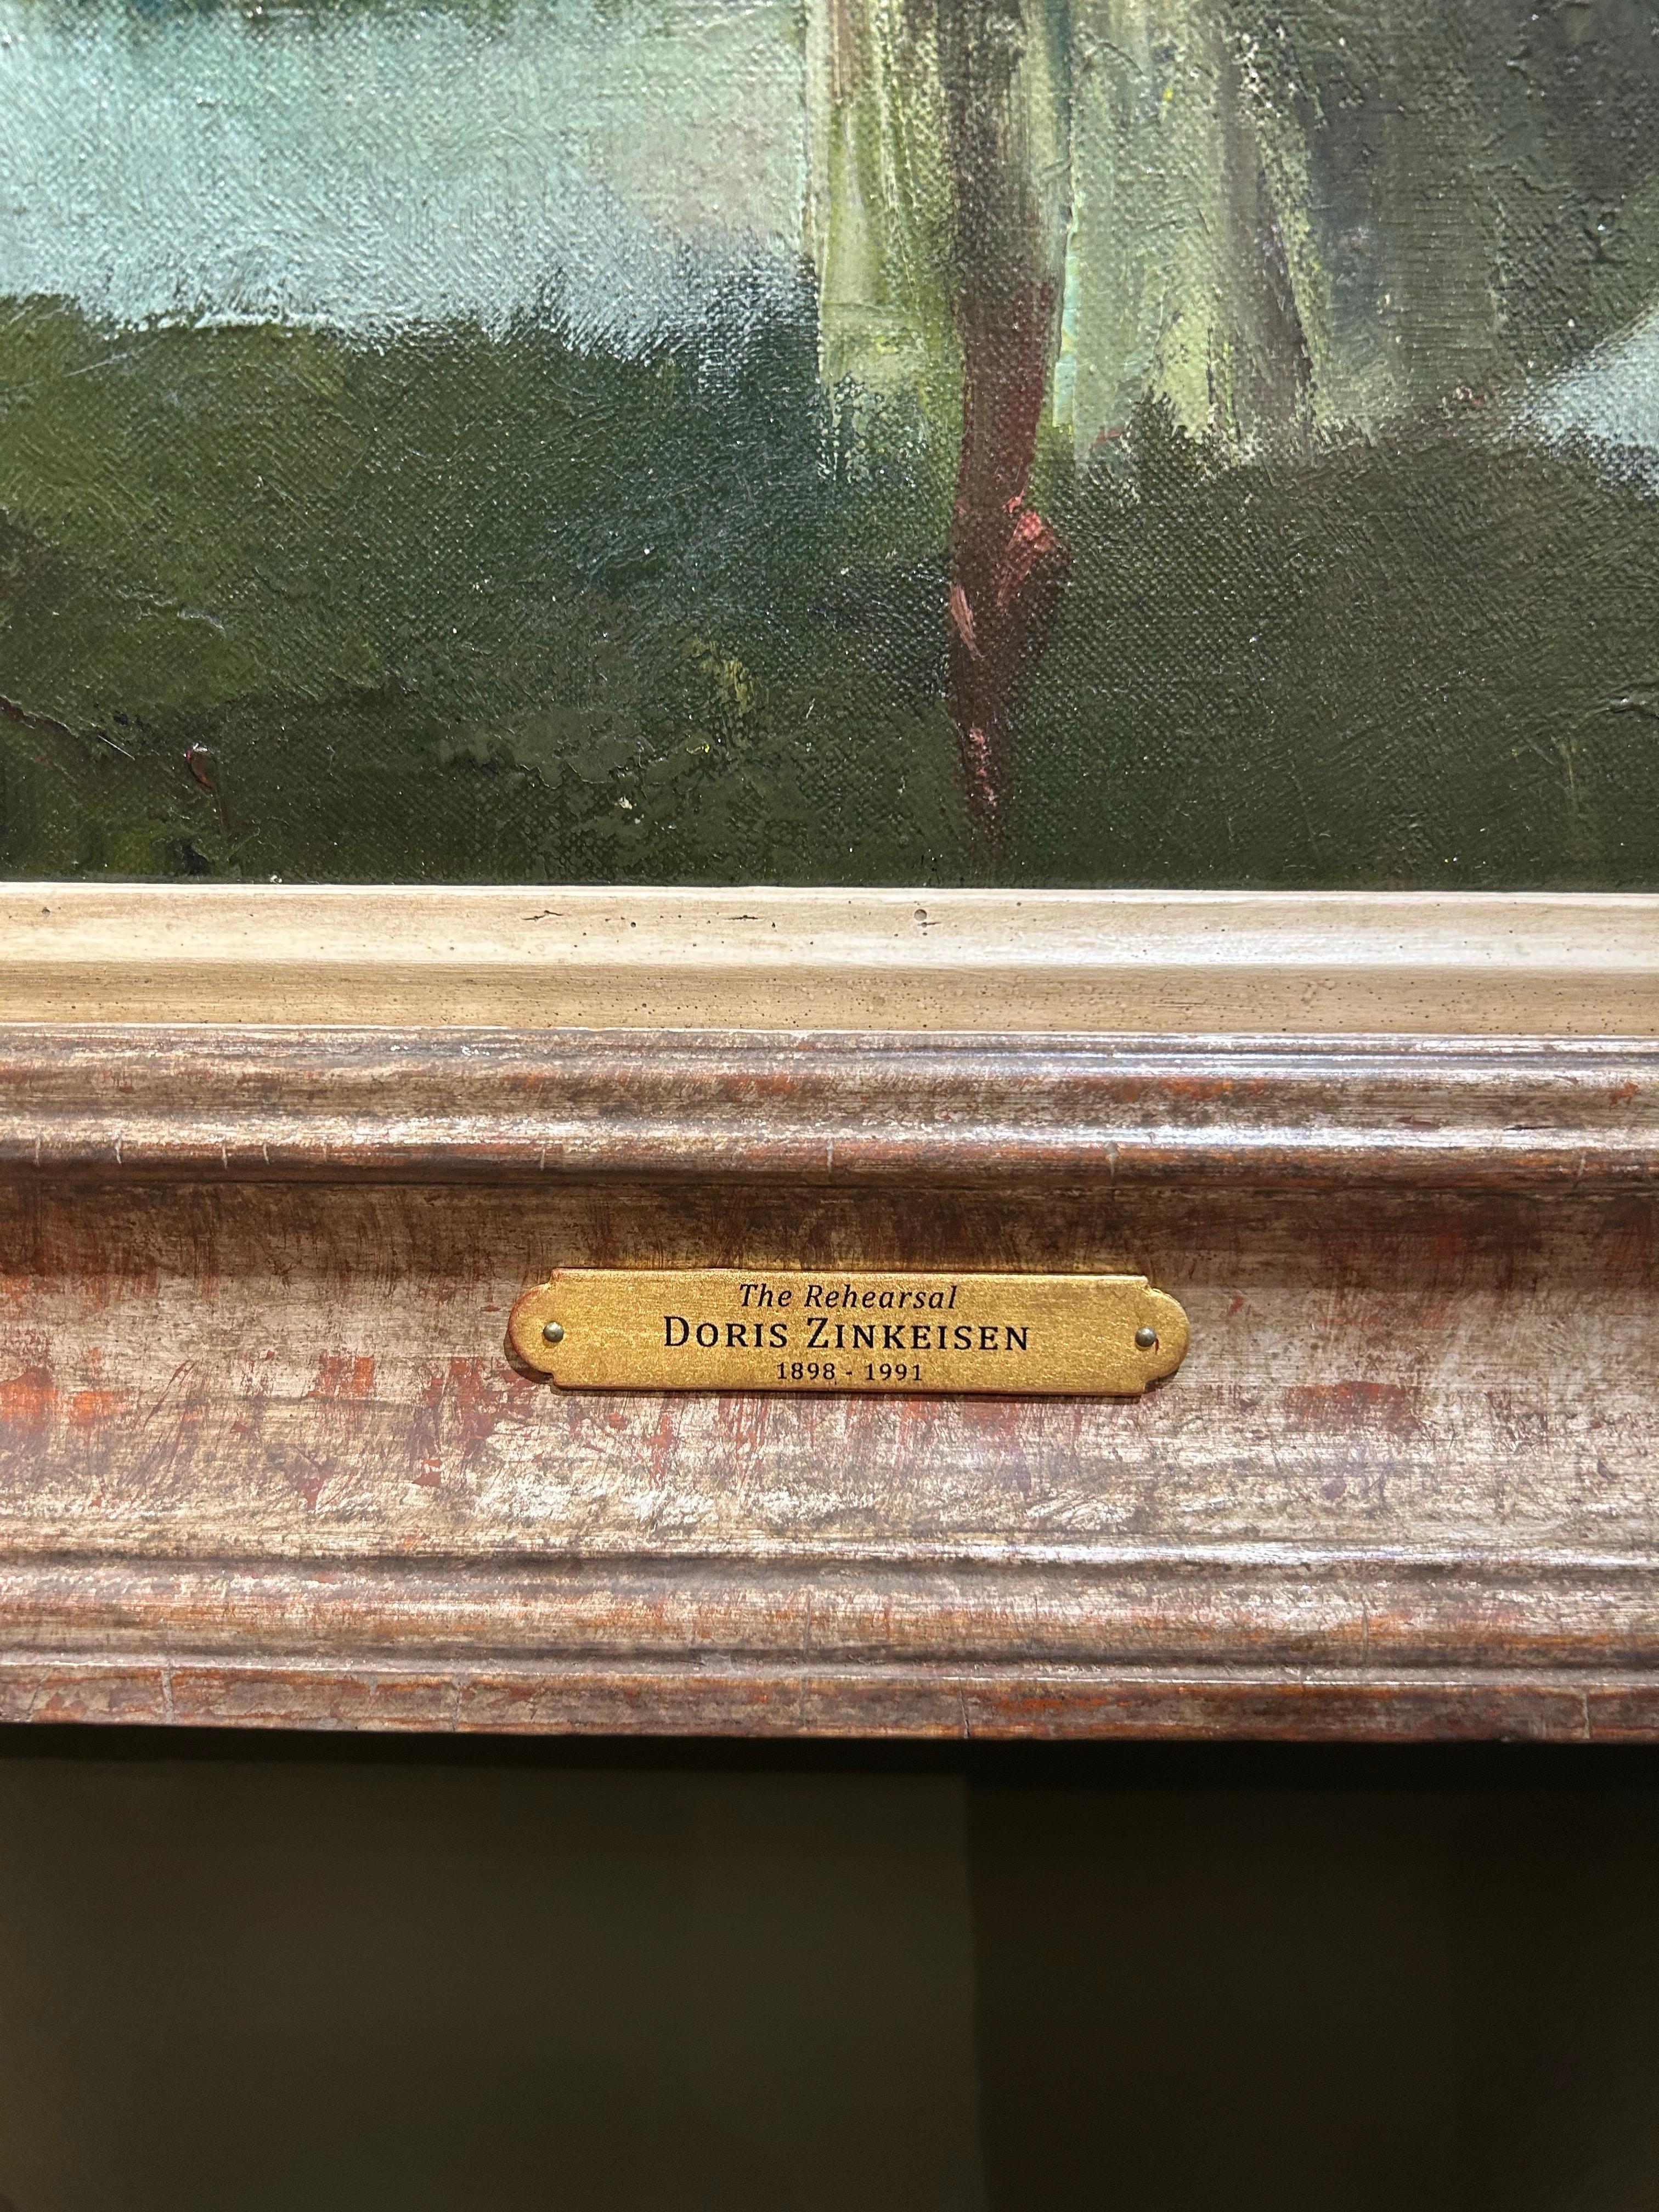 The Rehearsal
DORIS ZINKEISEN
1898 - 1991